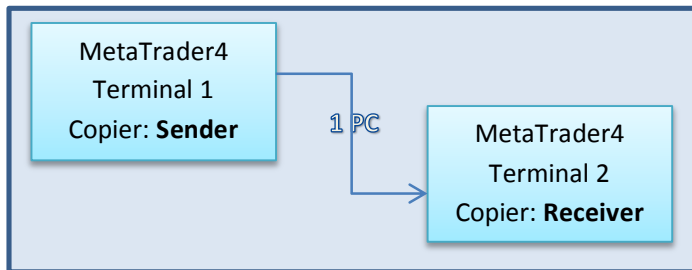 MetaTrader4
Terminal 1
Copier: Sender
1 PC
MetaTrader4
Terminal 2
Copier: Receiver